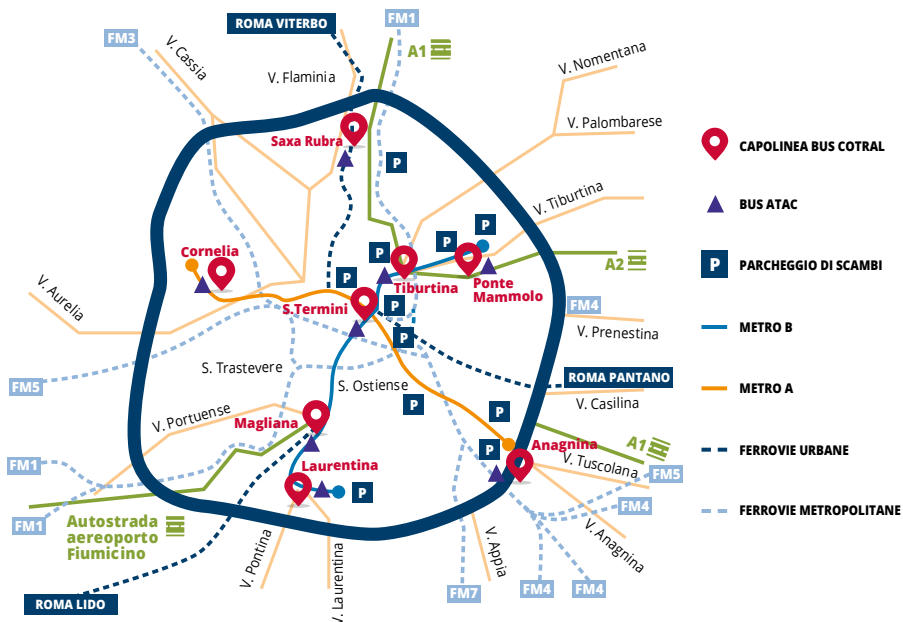 ROMA VITERBO
FM1
FM3
A1
V. Cassia
V. Flaminia
V. Nomentana
V. Palombarese
Saxa Rubra
P
CAPOLINEA BUS COTRAL
BUS ATAC
V. Tiburtina
P
P
P
Cornelia
A2
P
PARCHEGGIO DI SCAMBI
P
Tiburtina
Ponte
Mammolo
V. Aurelia
S.Termini
P
FM4
V. Prenestina
METRO B
P
S. Trastevere
S. Ostiense
ROMA PANTANO
FM5
METRO A
V. Casilina
P
P
V. Portuense
Magliana
Anagnina
A1
P
FERROVIE URBANE
FM1
Laurentina
V. Tuscolana
FM5
P
FM4
FERROVIE METROPOLITANE
FM1
Autostrada
aereoporto
Fiumicino
V. Pontina
V. Laurentina
V. Appia
V. Anagnina
ROMA LIDO
FM7
FM4
FM4